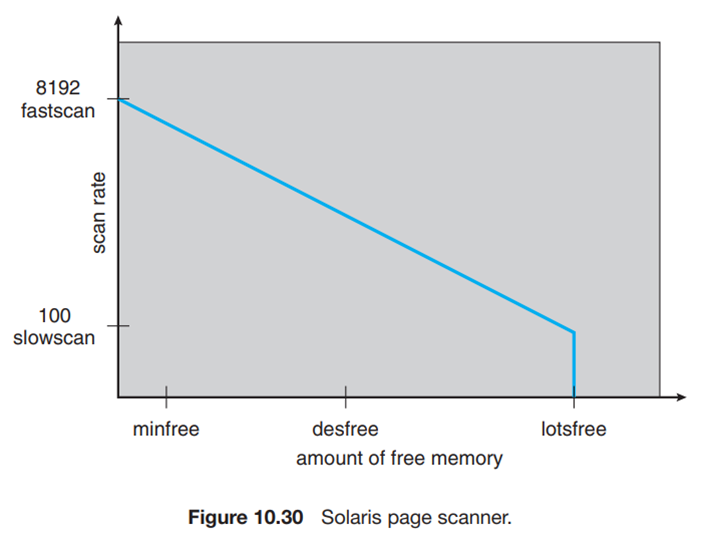 8192
fastscan
scan rate
100
slowscan
minfree desfree lotsfree
amount of free memory
Figure 10.30 Solaris page scanner.